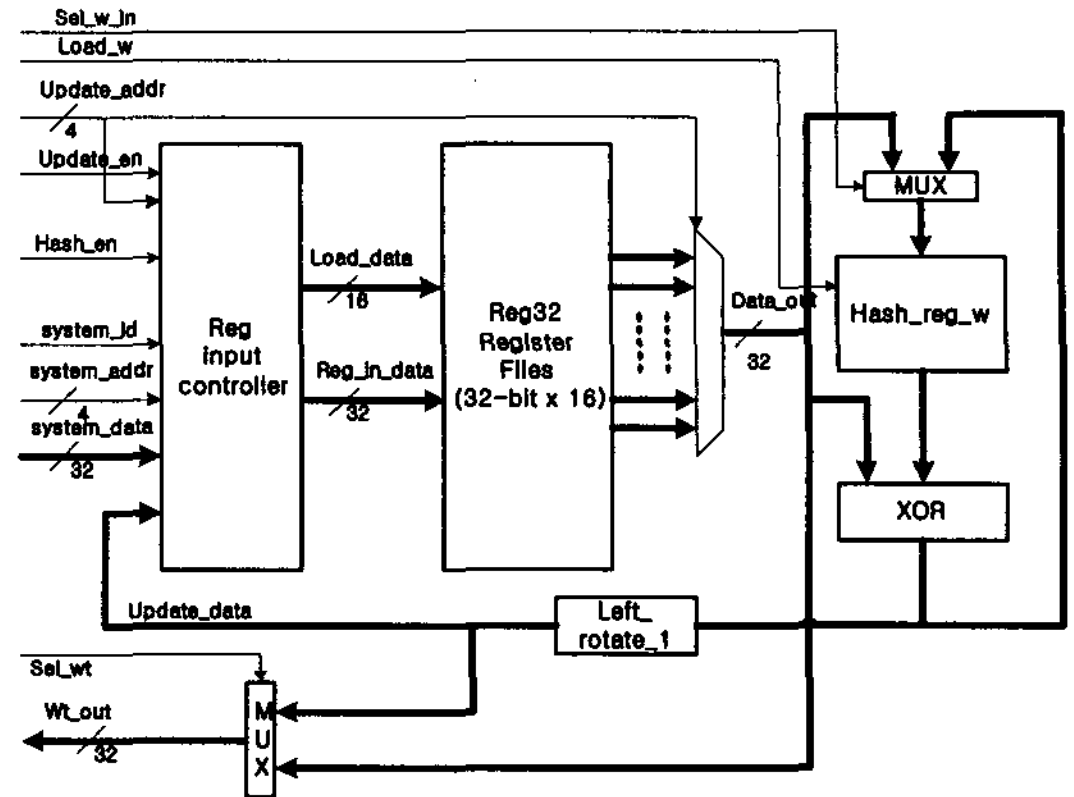 Sel_w_in
Load_w
Update_addr
4
Update_en
Hash_en
system_id
system_addr
4
system_data
32
Reg
input
controller
Load_data
16
Reg_in_data
32
Reg32
Register
Files
(32-bit x 16)
Data_out
32
MUX
Hash_reg_w
XOR
Update_data
Left_
rotate_1
Sel_wt
Wt_out
32
M
U
X